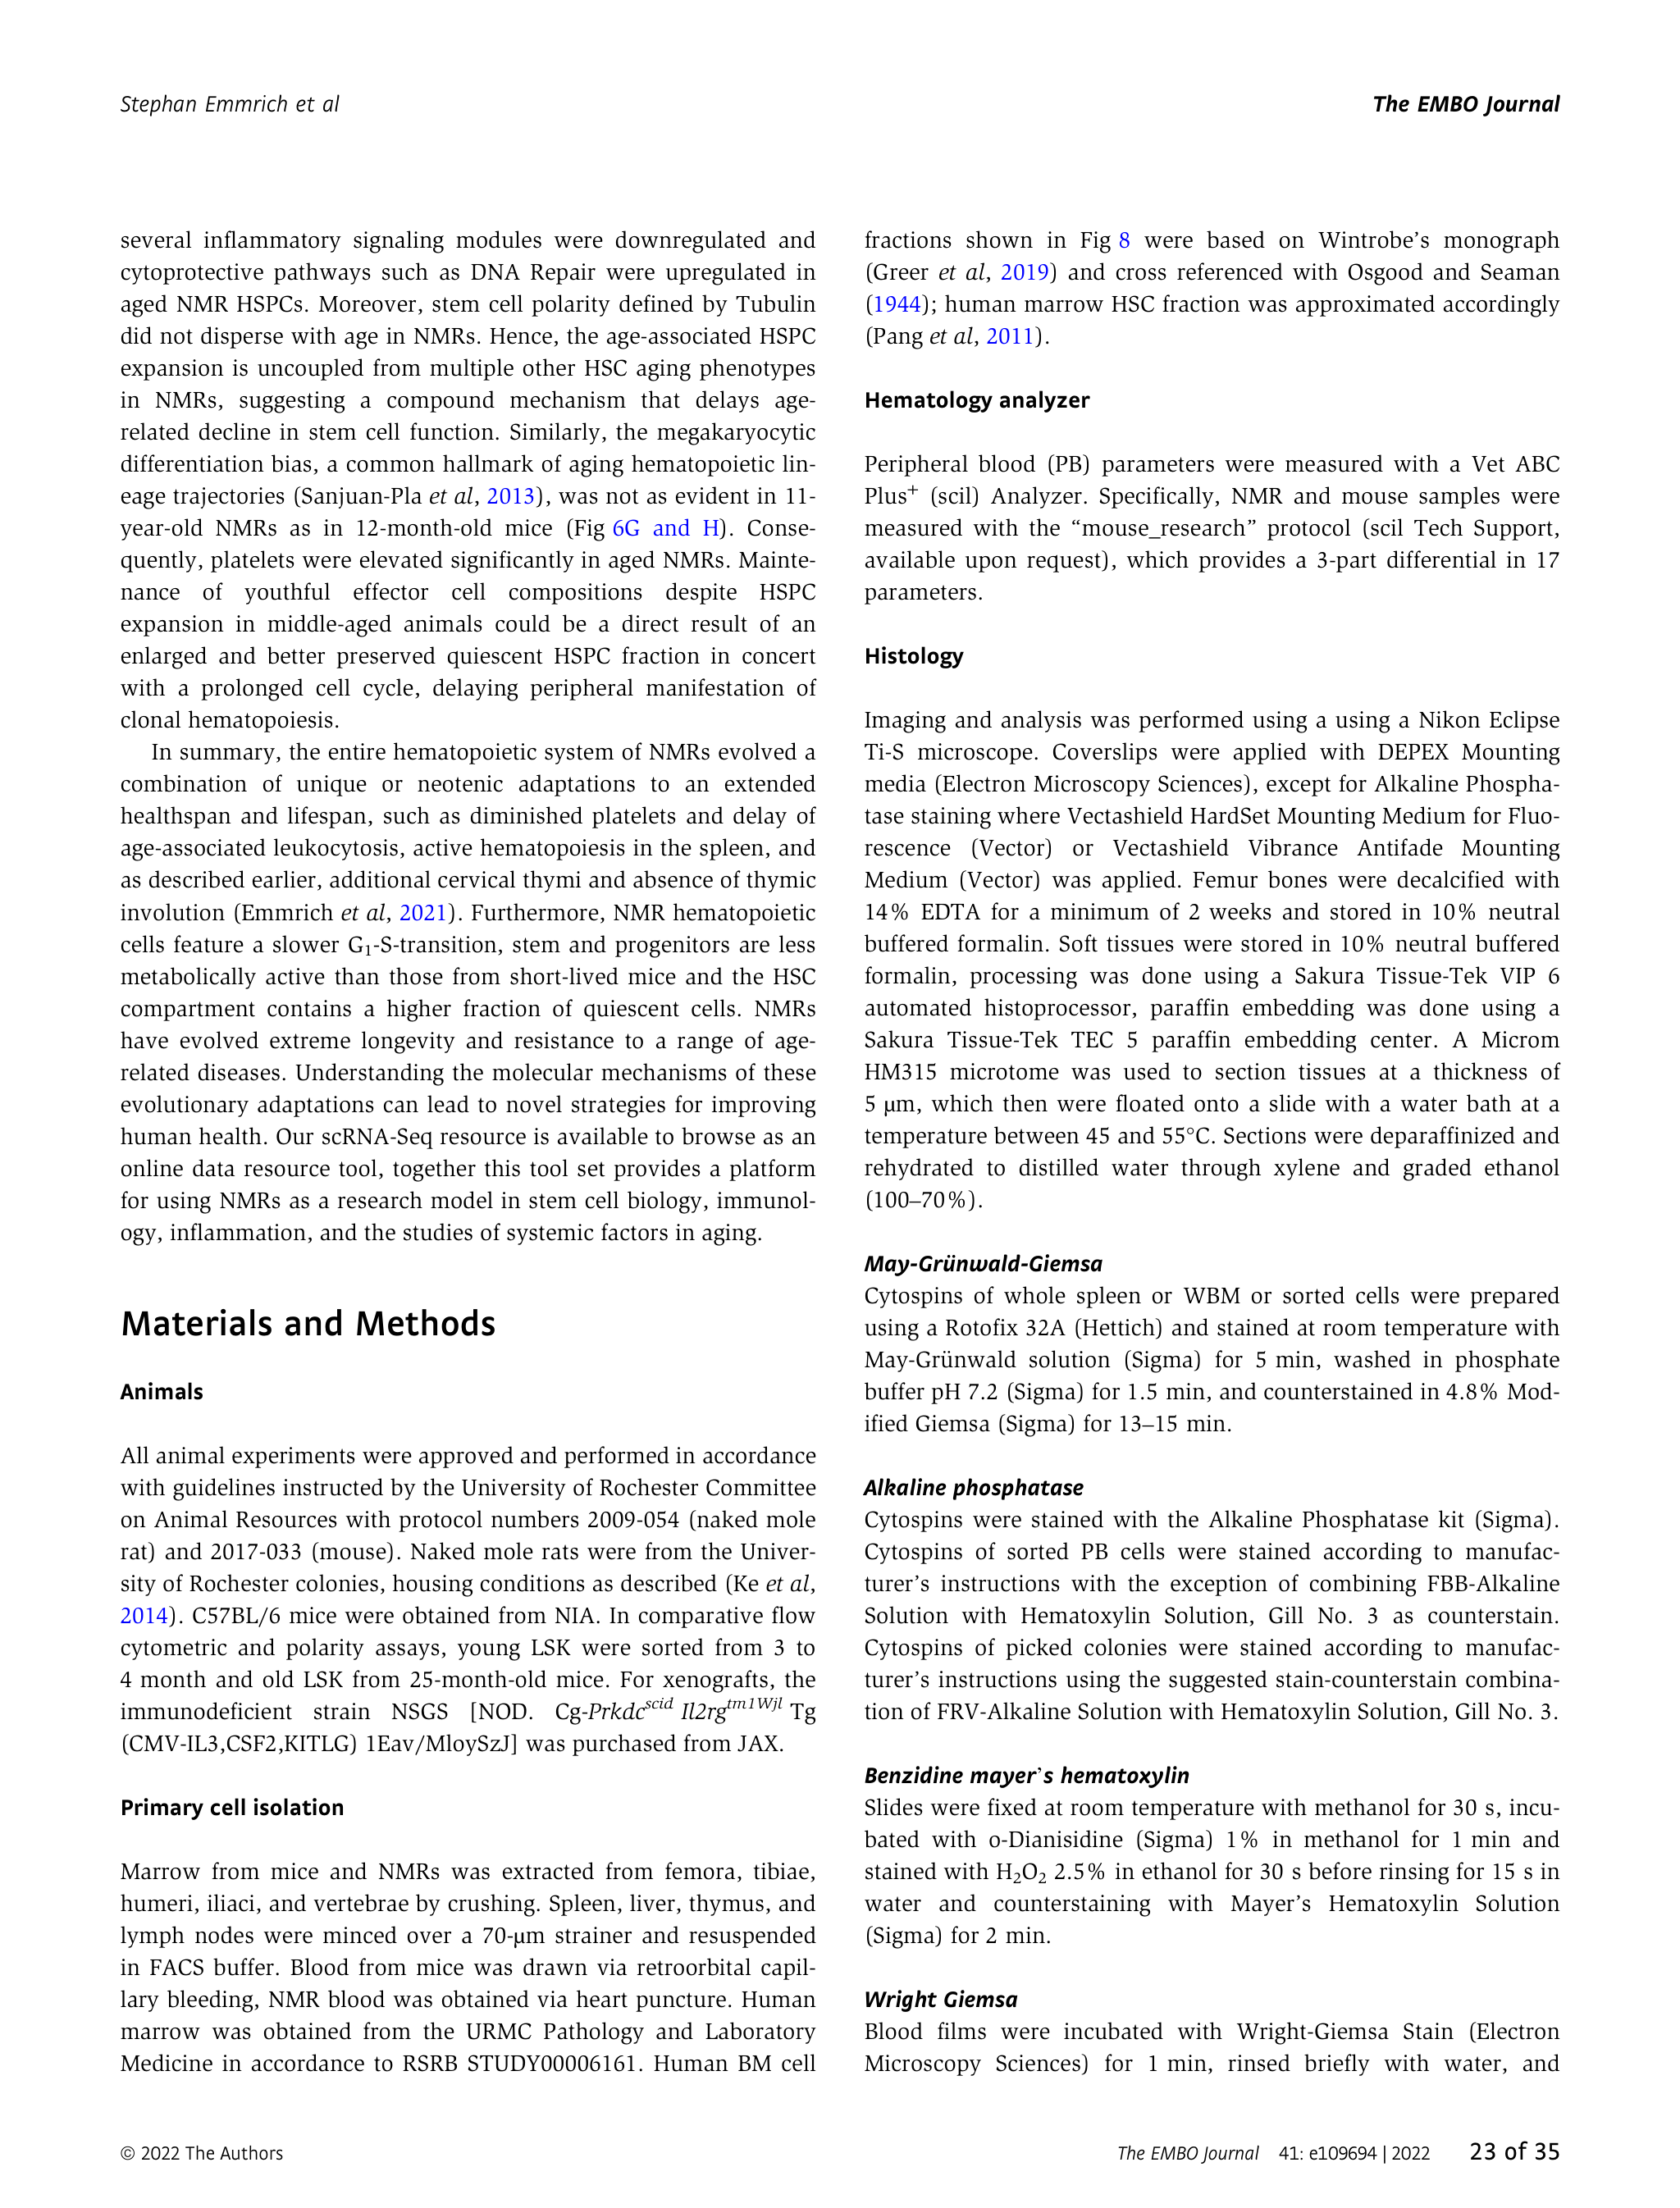 Stephan Emmrich et al
The EMBO Journal
several inflammatory signaling modules were downregulated and
cytoprotective pathways such as DNA Repair were upregulated in
aged NMR HSPCs. Moreover, stem cell polarity defined by Tubulin
did not disperse with age in NMRs. Hence, the age-associated HSPC
expansion is uncoupled from multiple other HSC aging phenotypes
in NMRs, suggesting a compound mechanism that delays age-
related decline in stem cell function. Similarly, the megakaryocytic
differentiation bias, a common hallmark of aging hematopoietic lin-
eage trajectories (Sanjuan-Pla et al, 2013), was not as evident in 11-
year-old NMRs as in 12-month-old mice (Fig 6G and H). Conse-
quently, platelets were elevated significantly in aged NMRs. Mainte-
nance of youthful effector cell compositions despite HSPC
expansion in middle-aged animals could be a direct result of an
enlarged and better preserved quiescent HSPC fraction in concert
with a prolonged cell cycle, delaying peripheral manifestation of
clonal hematopoiesis.
In summary, the entire hematopoietic system of NMRs evolved a
combination of unique or neotenic adaptations to an extended
healthspan and lifespan, such as diminished platelets and delay of
age-associated leukocytosis, active hematopoiesis in the spleen, and
as described earlier, additional cervical thymi and absence of thymic
involution (Emmrich et al, 2021). Furthermore, NMR hematopoietic
cells feature a slower G₁-S-transition, stem and progenitors are less
metabolically active than those from short-lived mice and the HSC
compartment contains a higher fraction of quiescent cells. NMRs
have evolved extreme longevity and resistance to a range of age-
related diseases. Understanding the molecular mechanisms of these
evolutionary adaptations can lead to novel strategies for improving
human health. Our scRNA-Seq resource is available to browse as an
online data resource tool, together this tool set provides a platform
for using NMRs as a research model in stem cell biology, immunol-
ogy, inflammation, and the studies of systemic factors in aging.
Materials and Methods
Animals
All animal experiments were approved and performed in accordance
with guidelines instructed by the University of Rochester Committee
on Animal Resources with protocol numbers 2009-054 (naked mole
rat) and 2017-033 (mouse). Naked mole rats were from the Univer-
sity of Rochester colonies, housing conditions as described (Ke et al,
2014). C57BL/6 mice were obtained from NIA. In comparative flow
cytometric and polarity assays, young LSK were sorted from 3 to
4 month and old LSK from 25-month-old mice. For xenografts, the
immunodeficient strain NSGS [NOD. Cg-Prkdcscid Il2rgtm1Wjl Tg
(CMV-IL3,CSF2,KITLG) 1Eav/MloySzJ] was purchased from JAX.
Primary cell isolation
Marrow from mice and NMRs was extracted from femora, tibiae,
humeri, iliaci, and vertebrae by crushing. Spleen, liver, thymus, and
lymph nodes were minced over a 70-μm strainer and resuspended
in FACS buffer. Blood from mice was drawn via retroorbital capil-
lary bleeding, NMR blood was obtained via heart puncture. Human
marrow was obtained from the URMC Pathology and Laboratory
Medicine in accordance to RSRB STUDY00006161. Human BM cell
fractions shown in Fig 8 were based on Wintrobe's monograph
(Greer et al, 2019) and cross referenced with Osgood and Seaman
(1944); human marrow HSC fraction was approximated accordingly
(Pang et al, 2011).
Hematology analyzer
Peripheral blood (PB) parameters were measured with a Vet ABC
Plus⁺ (scil) Analyzer. Specifically, NMR and mouse samples were
measured with the “mouse_research” protocol (scil Tech Support,
available upon request), which provides a 3-part differential in 17
parameters.
Histology
Imaging and analysis was performed using a using a Nikon Eclipse
Ti-S microscope. Coverslips were applied with DEPEX Mounting
media (Electron Microscopy Sciences), except for Alkaline Phospha-
tase staining where Vectashield HardSet Mounting Medium for Fluo-
rescence (Vector) or Vectashield Vibrance Antifade Mounting
Medium (Vector) was applied. Femur bones were decalcified with
14% EDTA for a minimum of 2 weeks and stored in 10% neutral
buffered formalin. Soft tissues were stored in 10% neutral buffered
formalin, processing was done using a Sakura Tissue-Tek VIP 6
automated histoprocessor, paraffin embedding was done using a
Sakura Tissue-Tek TEC 5 paraffin embedding center. A Microm
HM315 microtome was used to section tissues at a thickness of
5 μm, which then were floated onto a slide with a water bath at a
temperature between 45 and 55°C. Sections were deparaffinized and
rehydrated to distilled water through xylene and graded ethanol
(100–70%).
May-Grünwald-Giemsa
Cytospins of whole spleen or WBM or sorted cells were prepared
using a Rotofix 32A (Hettich) and stained at room temperature with
May-Grünwald solution (Sigma) for 5 min, washed in phosphate
buffer pH 7.2 (Sigma) for 1.5 min, and counterstained in 4.8% Mod-
ified Giemsa (Sigma) for 13–15 min.
Alkaline phosphatase
Cytospins were stained with the Alkaline Phosphatase kit (Sigma).
Cytospins of sorted PB cells were stained according to manufac-
turer's instructions with the exception of combining FBB-Alkaline
Solution with Hematoxylin Solution, Gill No. 3 as counterstain.
Cytospins of picked colonies were stained according to manufac-
turer's instructions using the suggested stain-counterstain combina-
tion of FRV-Alkaline Solution with Hematoxylin Solution, Gill No. 3.
Benzidine mayer's hematoxylin
Slides were fixed at room temperature with methanol for 30 s, incu-
bated with o-Dianisidine (Sigma) 1% in methanol for 1 min and
stained with H₂O₂ 2.5% in ethanol for 30 s before rinsing for 15 s in
water and counterstaining with Mayer's Hematoxylin Solution
(Sigma) for 2 min.
Wright Giemsa
Blood films were incubated with Wright-Giemsa Stain (Electron
Microscopy Sciences) for 1 min, rinsed briefly with water, and
© 2022 The Authors
The EMBO Journal 41: e109694 | 2022 23 of 35